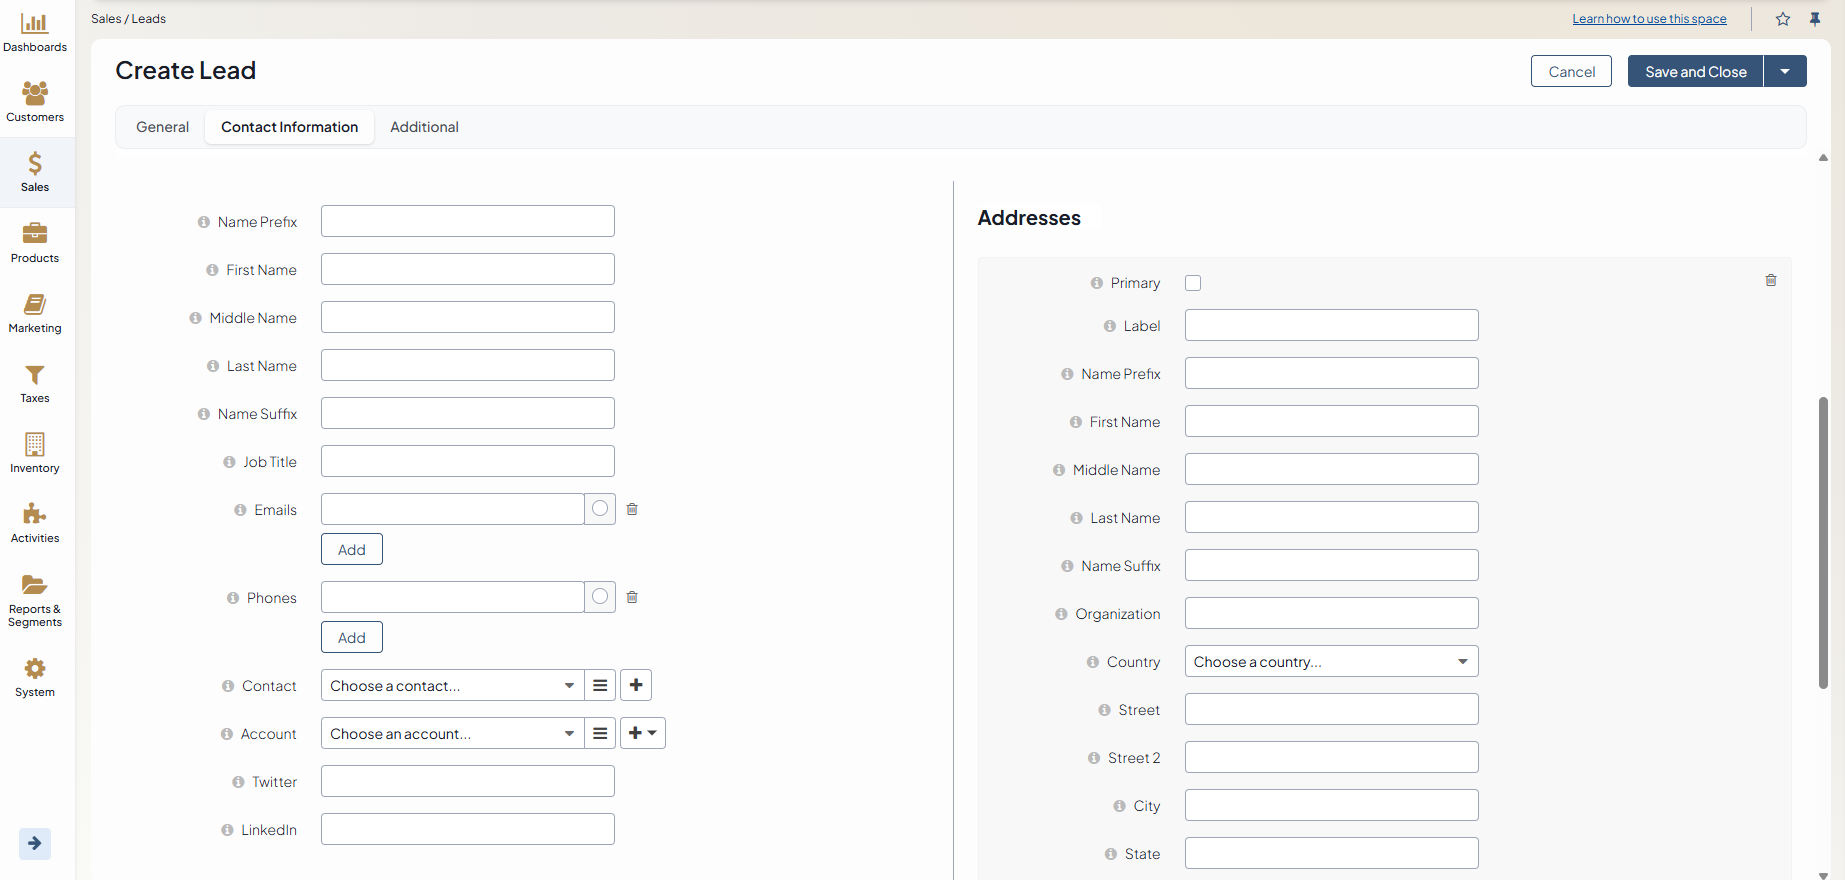 Sales / Leads
Learn how to use this space
Dashboards
Customers
Sales
Products
Marketing
Taxes
Inventory
Activities
Reports &
Segments
System
Create Lead
Cancel
Save and Close
General
Contact Information
Additional
Name Prefix
First Name
Middle Name
Last Name
Name Suffix
Job Title
Emails
Add
Phones
Add
Contact
Choose a contact...
Account
Choose an account...
Twitter
LinkedIn
Addresses
Primary
Label
Name Prefix
First Name
Middle Name
Last Name
Name Suffix
Organization
Country
Choose a country...
Street
Street 2
City
State